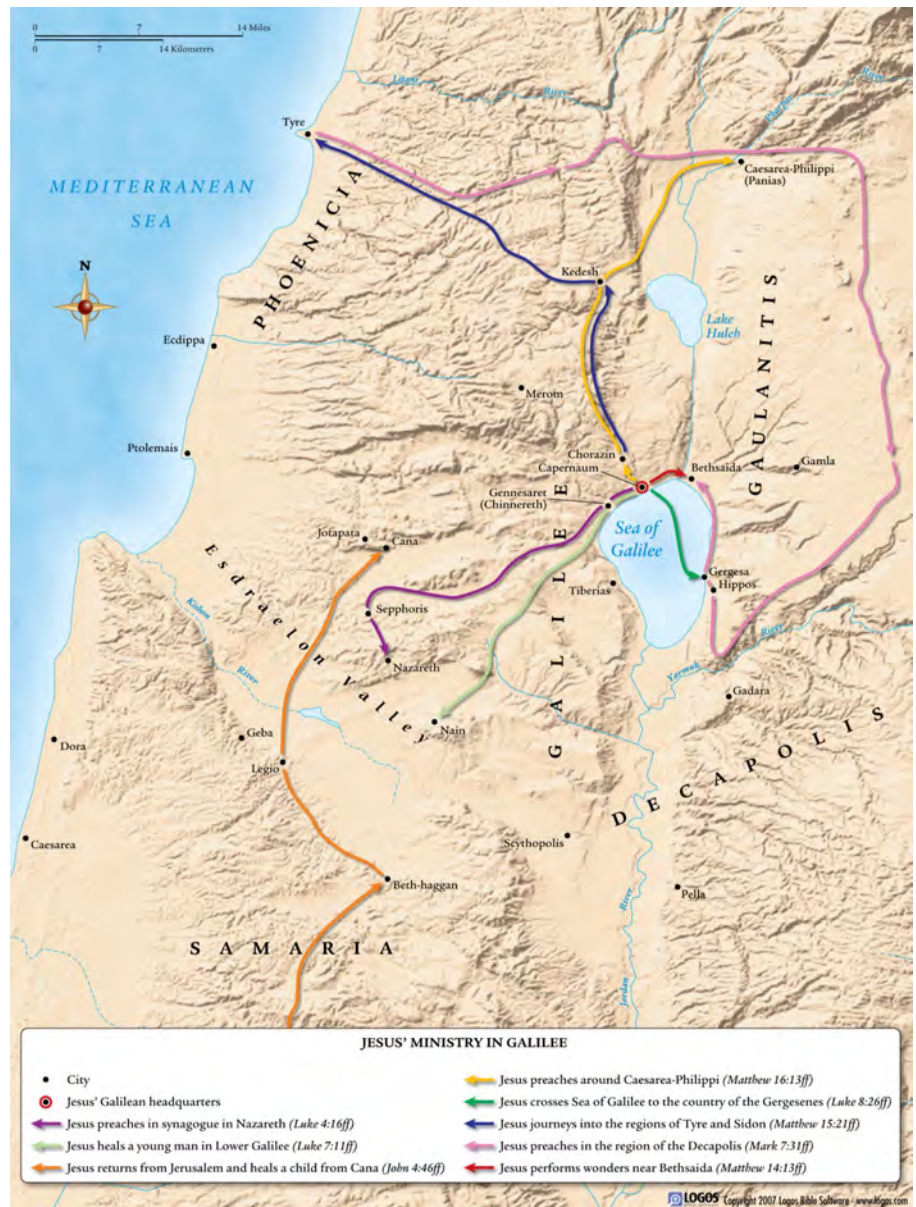 0 7 14 Miles
0 7 14 Kilometers
Litani River
Pharpar River
Tyre
Caesarea-Philippi
(Panias)
MEDITERRANEAN
SEA
PHOENICIA
N
Kedesh
Lake
Huleh
Ecdippa
GAULANITIS
Merom
Ptolemais
Chorazin
Capernaum
Bethsaida
Gamla
Gennesaret
(Chinnereth)
Sea of
Galilee
Jotapata
Cana
Esdraelon Valley
GALILEE
Gergesa
Hippos
Tiberias
Kishon River
Sepphoris
Yarmuk River
Nazareth
Gadara
Nain
DECAPOLIS
Dora
Geba
Legio
Caesarea
Scythopolis
Beth-haggan
Pella
Jordan River
SAMARIA
JESUS' MINISTRY IN GALILEE
City
Jesus' Galilean headquarters
Jesus preaches in synagogue in Nazareth (Luke 4:16ff)
Jesus heals a young man in Lower Galilee (Luke 7:11ff)
Jesus returns from Jerusalem and heals a child from Cana (John 4:46ff)
Jesus preaches around Caesarea-Philippi (Matthew 16:13ff)
Jesus crosses Sea of Galilee to the country of the Gergesenes (Luke 8:26ff)
Jesus journeys into the regions of Tyre and Sidon (Matthew 15:21ff)
Jesus preaches in the region of the Decapolis (Mark 7:31ff)
Jesus performs wonders near Bethsaida (Matthew 14:13ff)
LOGOS Copyright 2007 Logos Bible Software - www.logos.com